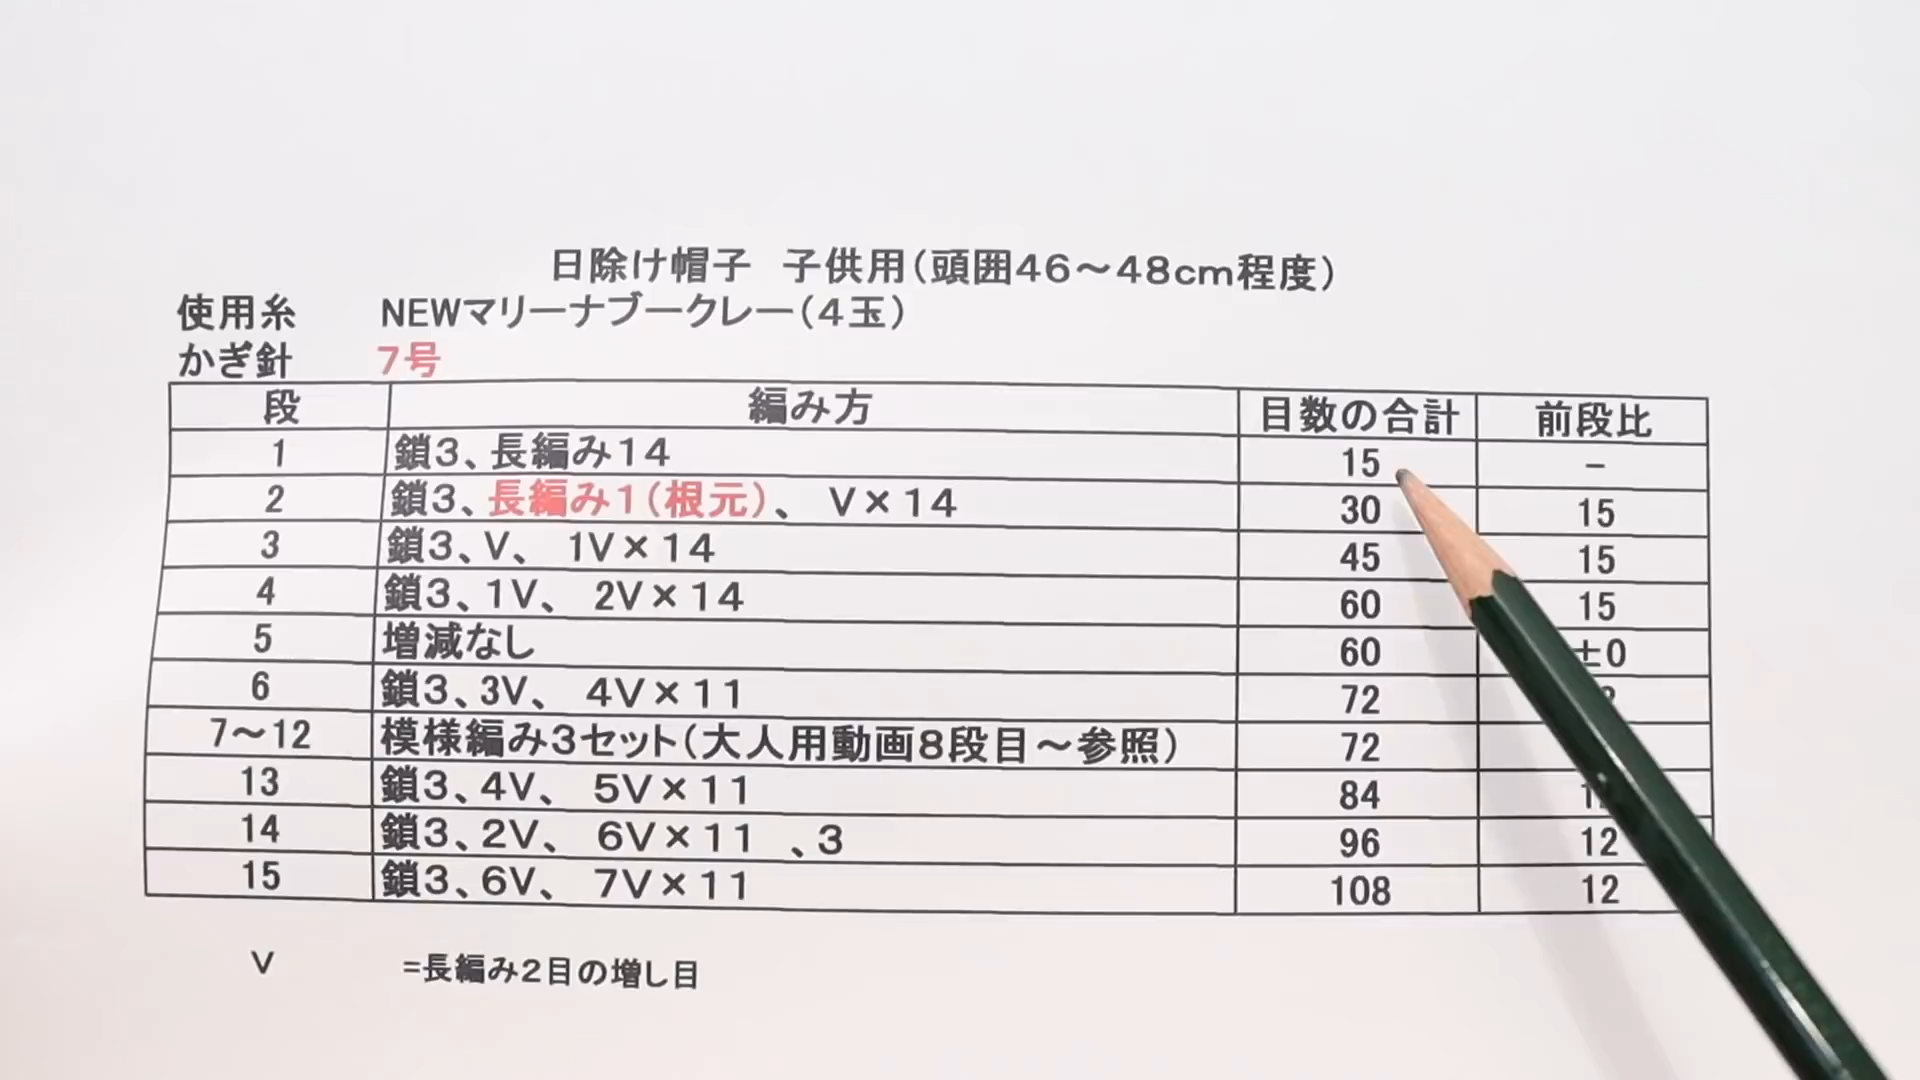 日除け帽子　子供用（頭囲４６～４８ｃｍ程度）
使用糸　NEWマリーナブークレー（４玉）
かぎ針　７号
段　編み方　目数の合計　前段比
1　鎖３、長編み１４　15　－
2　鎖３、長編み１（根元）、　Ｖ×１４　30　15
3　鎖３、Ｖ、　1Ｖ×１４　45　15
4　鎖３、１Ｖ、　2Ｖ×１４　60　15
5　増減なし　60　±0
6　鎖３、3Ｖ、　４Ｖ×１１　72
7～12　模様編み３セット（大人用動画８段目～参照）　72
13　鎖３、４Ｖ、　５Ｖ×１１　84
14　鎖３、２Ｖ、　６Ｖ×１１　、３　96　12
15　鎖３、６Ｖ、　７Ｖ×１１　108　12
Ｖ　=長編み２目の増し目